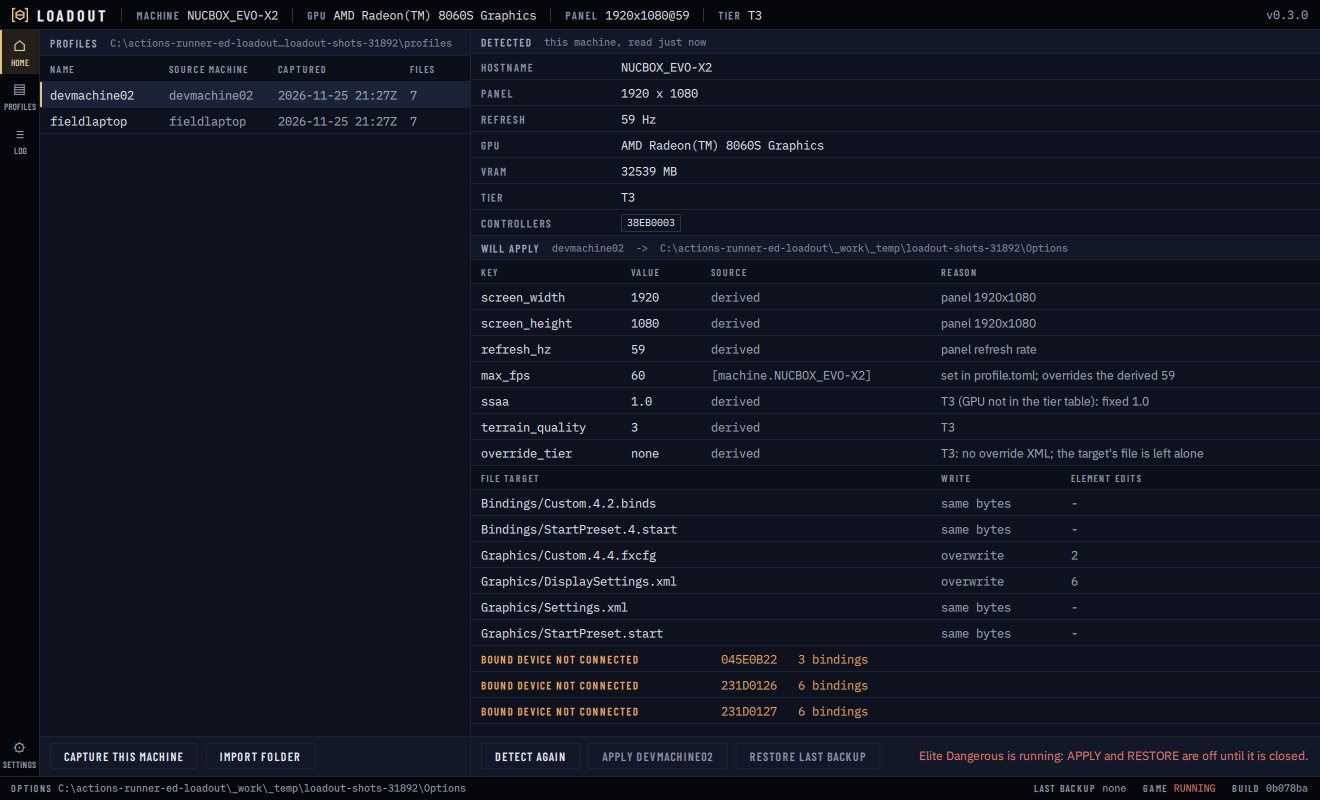 LOADOUT MACHINE NUCBOX_EVO-X2 GPU AMD Radeon(TM) 8060S Graphics PANEL 1920x1080@59 TIER T3 v0.3.0
HOME
PROFILES
LOG
SETTINGS
PROFILES C:\actions-runner-ed-loadout…loadout-shots-31892\profiles
NAME SOURCE MACHINE CAPTURED FILES
devmachine02 devmachine02 2026-11-25 21:27Z 7
fieldlaptop fieldlaptop 2026-11-25 21:27Z 7
CAPTURE THIS MACHINE IMPORT FOLDER
DETECTED this machine, read just now
HOSTNAME NUCBOX_EVO-X2
PANEL 1920 x 1080
REFRESH 59 Hz
GPU AMD Radeon(TM) 8060S Graphics
VRAM 32539 MB
TIER T3
CONTROLLERS 38EB0003
WILL APPLY devmachine02 -> C:\actions-runner-ed-loadout\_work\_temp\loadout-shots-31892\Options
KEY VALUE SOURCE REASON
screen_width 1920 derived panel 1920x1080
screen_height 1080 derived panel 1920x1080
refresh_hz 59 derived panel refresh rate
max_fps 60 [machine.NUCBOX_EVO-X2] set in profile.toml; overrides the derived 59
ssaa 1.0 derived T3 (GPU not in the tier table): fixed 1.0
terrain_quality 3 derived T3
override_tier none derived T3: no override XML; the target's file is left alone
FILE TARGET WRITE ELEMENT EDITS
Bindings/Custom.4.2.binds same bytes -
Bindings/StartPreset.4.start same bytes -
Graphics/Custom.4.4.fxcfg overwrite 2
Graphics/DisplaySettings.xml overwrite 6
Graphics/Settings.xml same bytes -
Graphics/StartPreset.start same bytes -
BOUND DEVICE NOT CONNECTED 045E0B22 3 bindings
BOUND DEVICE NOT CONNECTED 231D0126 6 bindings
BOUND DEVICE NOT CONNECTED 231D0127 6 bindings
DETECT AGAIN APPLY DEVMACHINE02 RESTORE LAST BACKUP Elite Dangerous is running: APPLY and RESTORE are off until it is closed.
OPTIONS C:\actions-runner-ed-loadout\_work\_temp\loadout-shots-31892\Options LAST BACKUP none GAME RUNNING BUILD 0b078ba